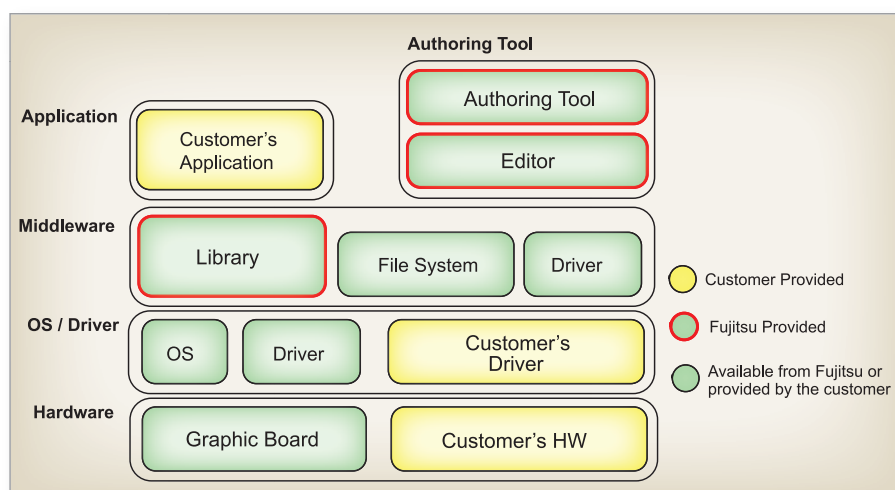 Authoring Tool
Authoring Tool
Editor
Application
Customer's
Application
Middleware
Library
File System
Driver
OS / Driver
OS
Driver
Customer's
Driver
Hardware
Graphic Board
Customer's HW
Customer Provided
Fujitsu Provided
Available from Fujitsu or
provided by the customer